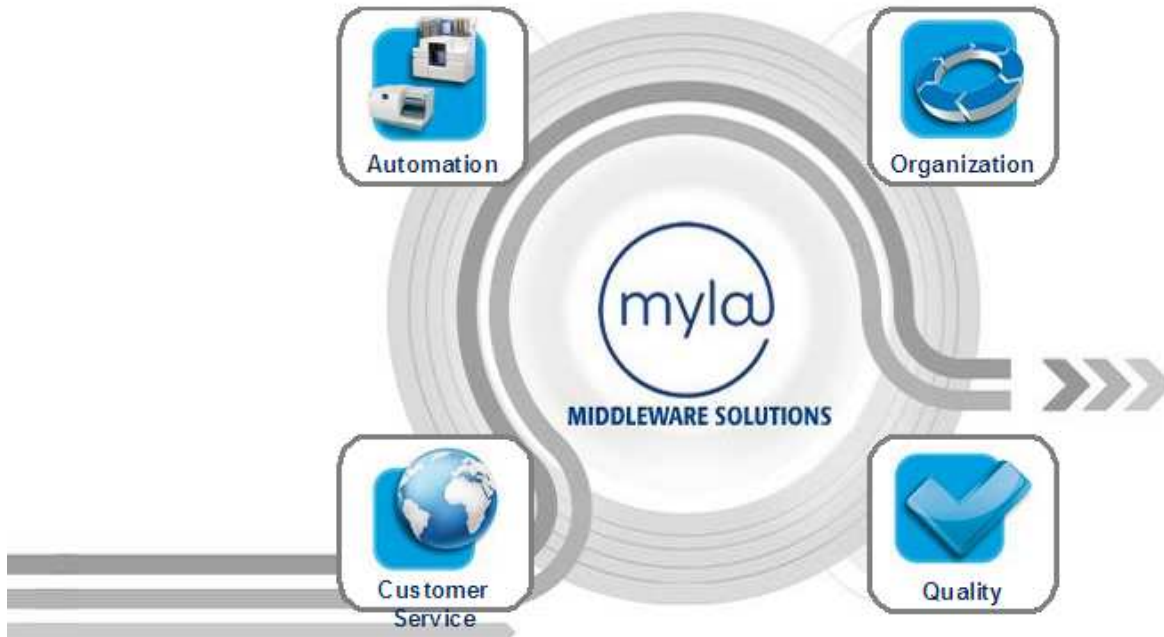 Automation
Organization
myla
MIDDLEWARE SOLUTIONS
Customer
Service
Quality